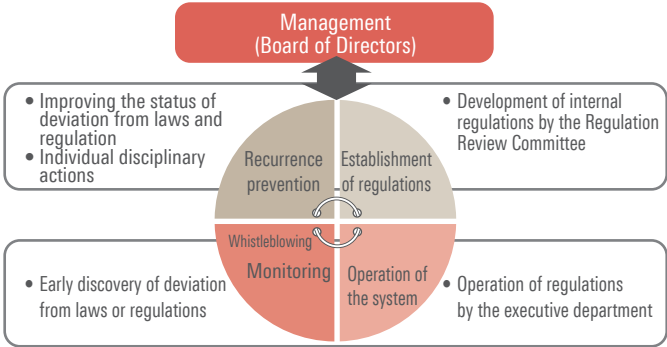 Management
(Board of Directors)
• Improving the status of
deviation from laws and
regulation
• Individual disciplinary
actions
Recurrence
prevention
Establishment
of regulations
• Development of internal
regulations by the Regulation
Review Committee
• Early discovery of deviation
from laws or regulations
Whistleblowing
Monitoring
Operation of
the system
• Operation of regulations
by the executive department